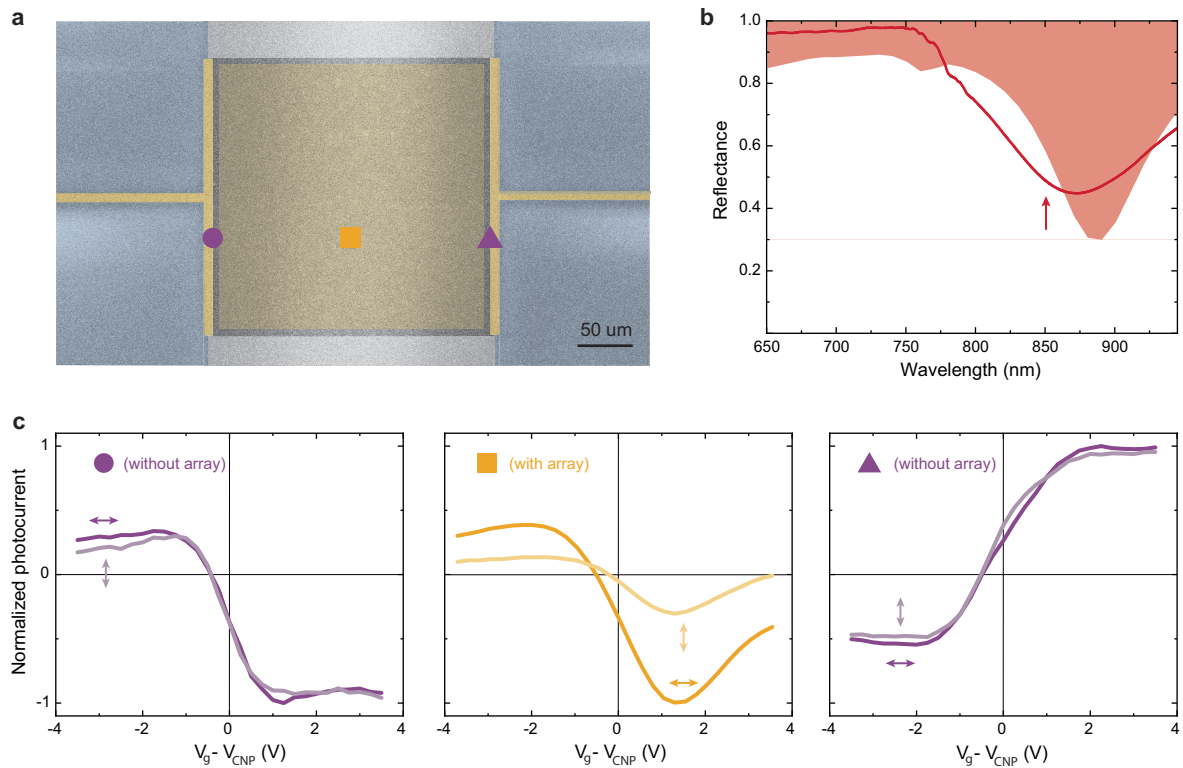 a
50 um
b
Reflectance
1.0
0.8
0.6
0.4
0.2
650
700
750
800
850
900
Wavelength (nm)
c
Normalized photocurrent
1
0
-1
(without array)
-4
-2
0
2
4
Vg- VCNP (V)
(with array)
-4
-2
0
2
4
Vg- VCNP (V)
(without array)
-4
-2
0
2
4
Vg- VCNP (V)